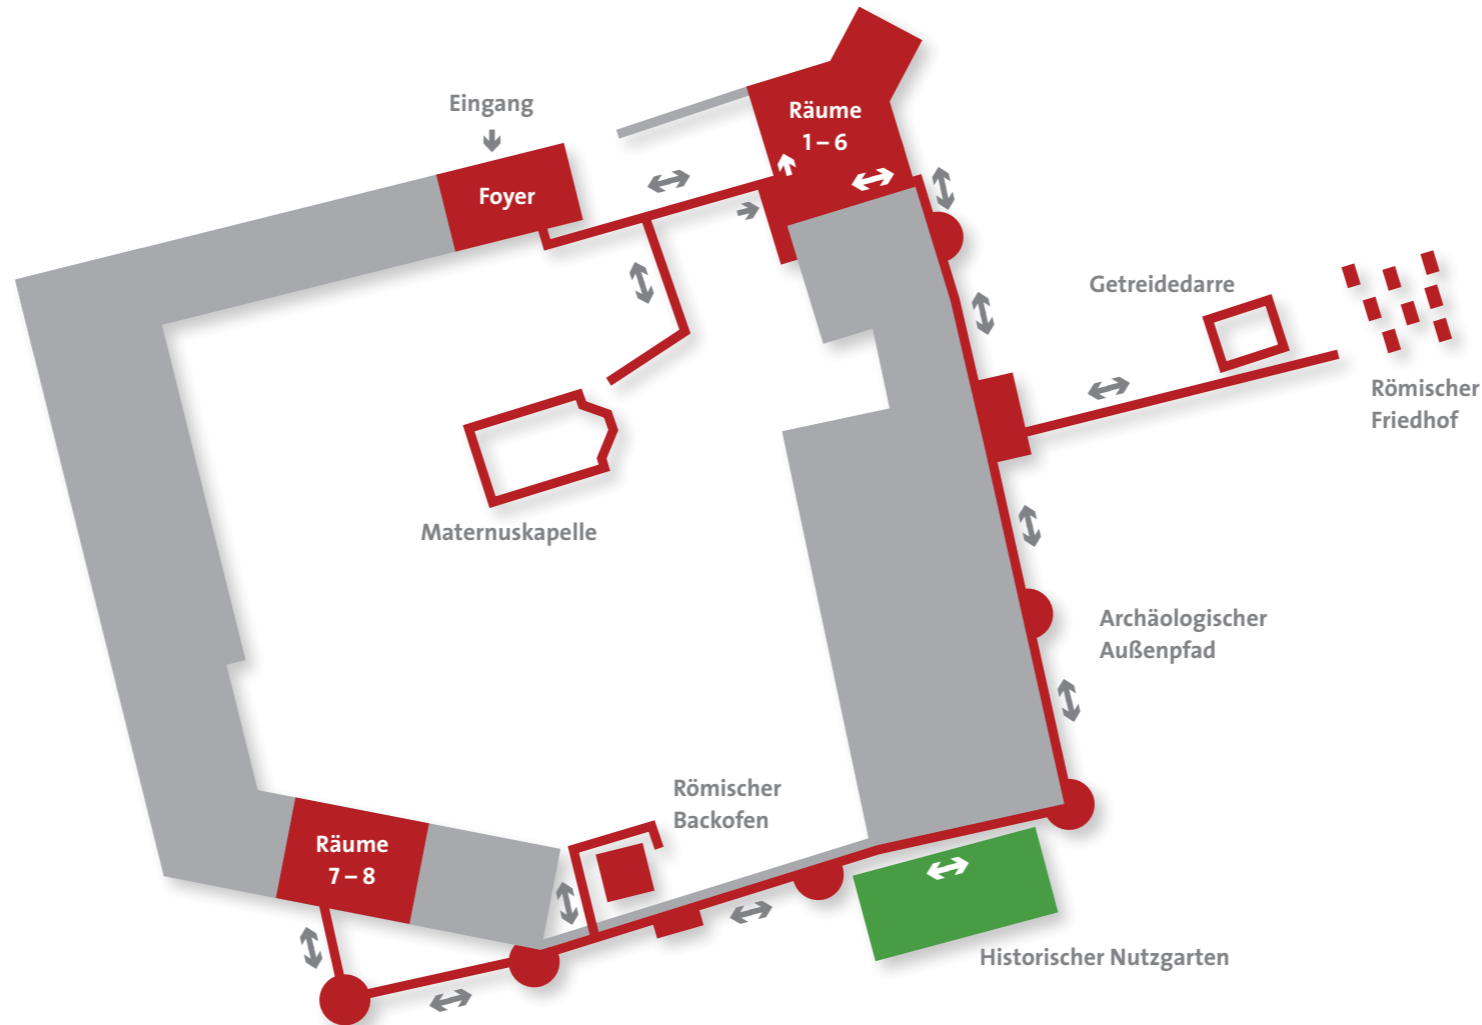 Eingang
Räume
1 – 6
Foyer
Getreidedarre
Römischer
Friedhof
Maternuskapelle
Archäologischer
Außenpfad
Römischer
Backofen
Räume
7 – 8
Historischer Nutzgarten